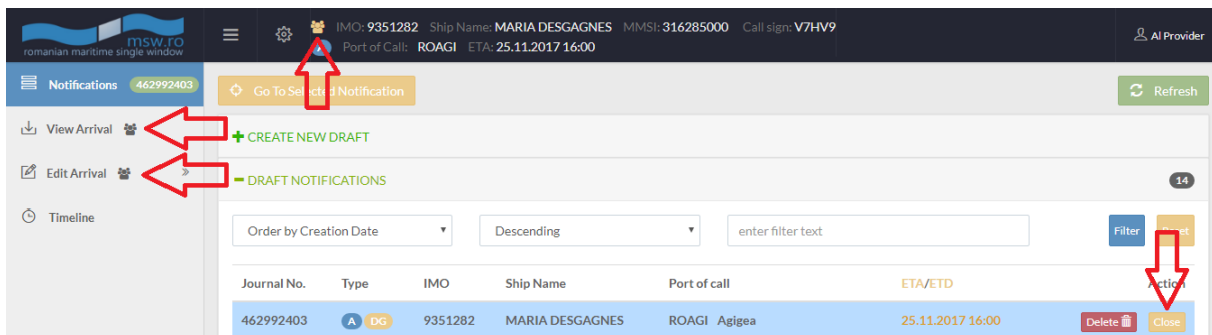 msw.ro
romanian maritime single window
IMO: 9351282 Ship Name: MARIA DESGAGNES MMSI: 316285000 Call sign: V7HV9
Port of Call: ROAGI ETA: 25.11.2017 16:00
AI Provider
Notifications 462992403
Go To Selected Notification
Refresh
View Arrival
CREATE NEW DRAFT
Edit Arrival »
DRAFT NOTIFICATIONS 14
Timeline
Order by Creation Date
Descending
enter filter text
Filter
Reset
Journal No. Type IMO Ship Name Port of call ETA/ETD Action
462992403 A DG 9351282 MARIA DESGAGNES ROAGI Agigea 25.11.2017 16:00 Delete Close